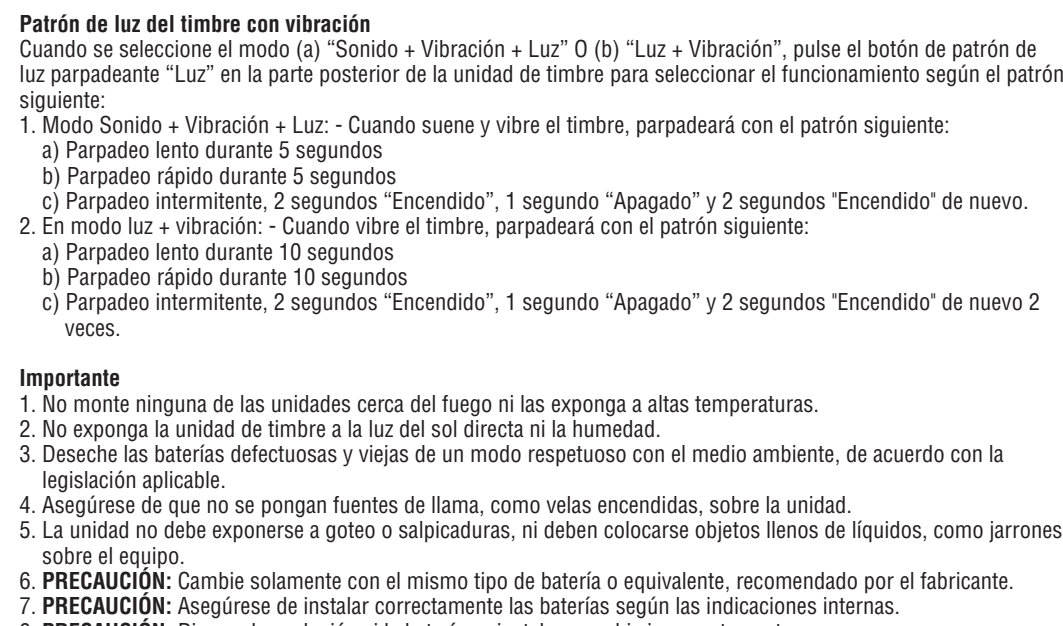 Patrón de luz del timbre con vibración
Cuando se seleccione el modo (a) “Sonido + Vibración + Luz” O (b) “Luz + Vibración”, pulse el botón de patrón de
luz parpadeante “Luz” en la parte posterior de la unidad de timbre para seleccionar el funcionamiento según el patrón
siguiente:
1. Modo Sonido + Vibración + Luz: - Cuando suene y vibre el timbre, parpadeará con el patrón siguiente:
a) Parpadeo lento durante 5 segundos
b) Parpadeo rápido durante 5 segundos
c) Parpadeo intermitente, 2 segundos “Encendido”, 1 segundo “Apagado” y 2 segundos "Encendido" de nuevo.
2. En modo luz + vibración: - Cuando vibre el timbre, parpadeará con el patrón siguiente:
a) Parpadeo lento durante 10 segundos
b) Parpadeo rápido durante 10 segundos
c) Parpadeo intermitente, 2 segundos “Encendido”, 1 segundo “Apagado” y 2 segundos "Encendido" de nuevo 2
veces.
Importante
1. No monte ninguna de las unidades cerca del fuego ni las exponga a altas temperaturas.
2. No exponga la unidad de timbre a la luz del sol directa ni la humedad.
3. Deseche las baterías defectuosas y viejas de un modo respetuoso con el medio ambiente, de acuerdo con la
legislación aplicable.
4. Asegúrese de que no se pongan fuentes de llama, como velas encendidas, sobre la unidad.
5. La unidad no debe exponerse a goteo o salpicaduras, ni deben colocarse objetos llenos de líquidos, como jarrones
sobre el equipo.
6. PRECAUCIÓN: Cambie solamente con el mismo tipo de batería o equivalente, recomendado por el fabricante.
7. PRECAUCIÓN: Asegúrese de instalar correctamente las baterías según las indicaciones internas.